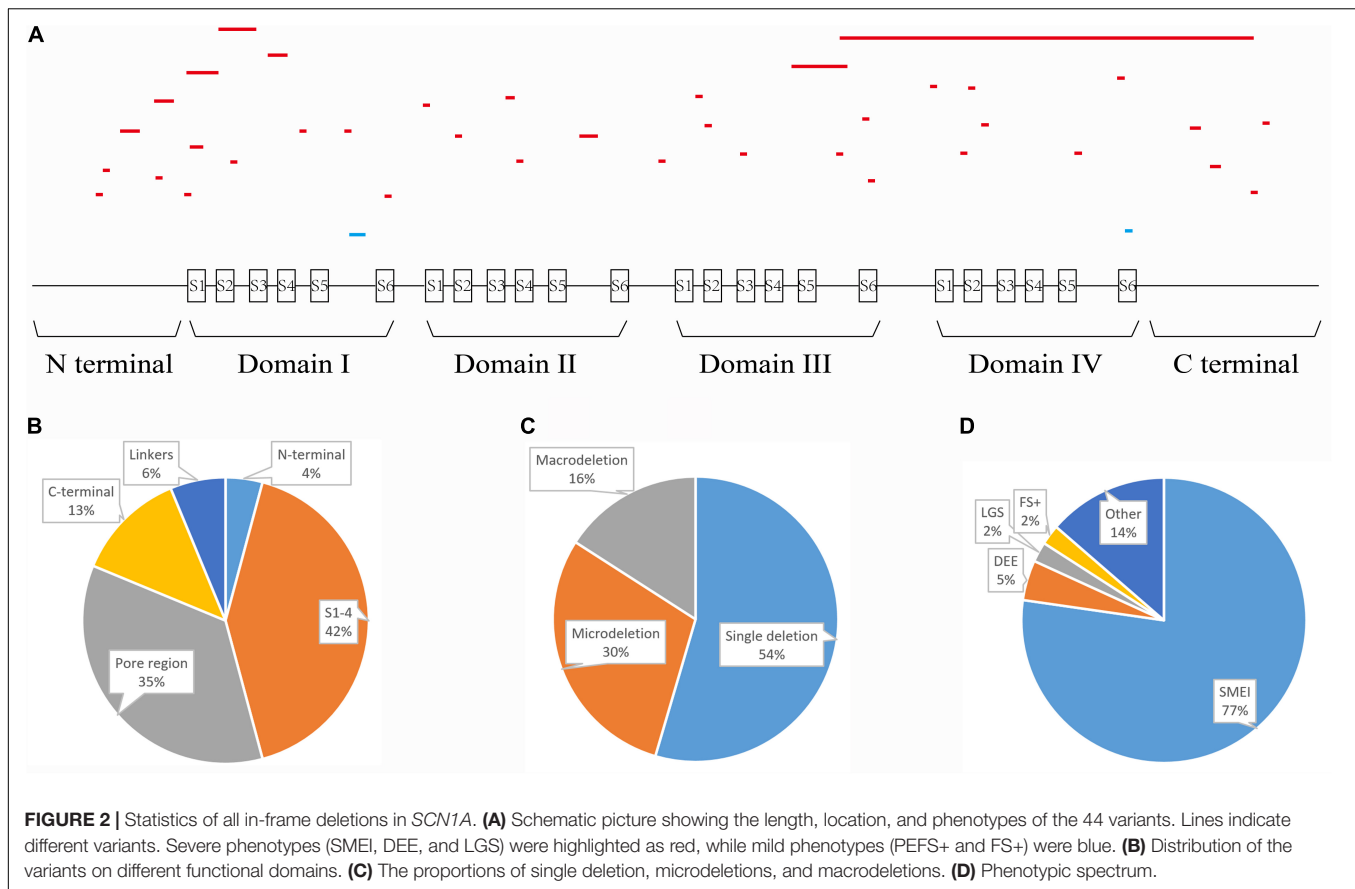 A
S1 S2 S3 S4 S5 S6 S1 S2 S3 S4 S5 S6 S1 S2 S3 S4 S5 S6 S1 S2 S3 S4 S5 S6
N terminal Domain I Domain II Domain III Domain IV C terminal
B
Linkers
6%
N-terminal
4%
C-terminal
13%
S1-4
42%
Pore region
35%
C
Macrodeletion
16%
Microdeletion
30%
Single deletion
54%
D
FS+
2%
LGS
2%
Other
14%
DEE
5%
SMEI
77%
FIGURE 2 | Statistics of all in-frame deletions in SCN1A. (A) Schematic picture showing the length, location, and phenotypes of the 44 variants. Lines indicate
different variants. Severe phenotypes (SMEI, DEE, and LGS) were highlighted as red, while mild phenotypes (PEFS+ and FS+) were blue. (B) Distribution of the
variants on different functional domains. (C) The proportions of single deletion, microdeletions, and macrodeletions. (D) Phenotypic spectrum.